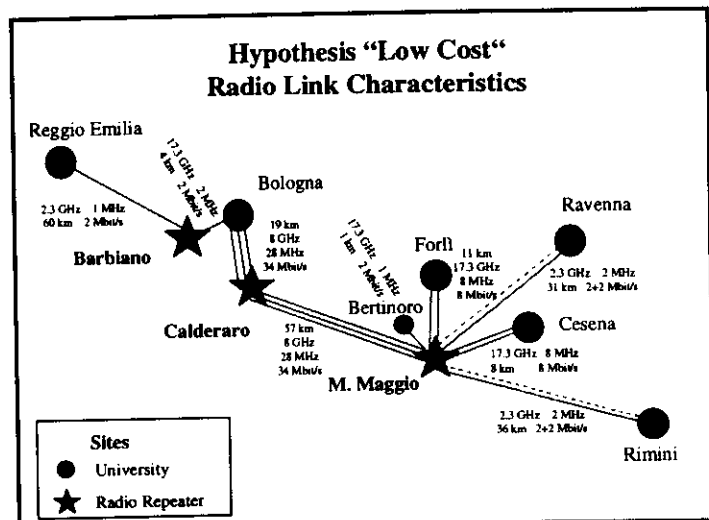 Hypothesis “Low Cost“
Radio Link Characteristics
Reggio Emilia
17.3 GHz 2 MHz
4 km 2 Mbit/s
Bologna
2.3 GHz 1 MHz
60 km 2 Mbit/s
Barbiano
19 km
8 GHz
28 MHz
34 Mbit/s
Calderaro
57 km
8 GHz
28 MHz
34 Mbit/s
17.3 GHz 1 MHz
1 km 2 Mbit/s
Bertinoro
Forlì
11 km
17.3 GHz
8 MHz
8 Mbit/s
Ravenna
2.3 GHz 2 MHz
31 km 2+2 Mbit/s
Cesena
17.3 GHz 8 MHz
8 km 8 Mbit/s
M. Maggio
2.3 GHz 2 MHz
36 km 2+2 Mbit/s
Rimini
Sites
University
Radio Repeater